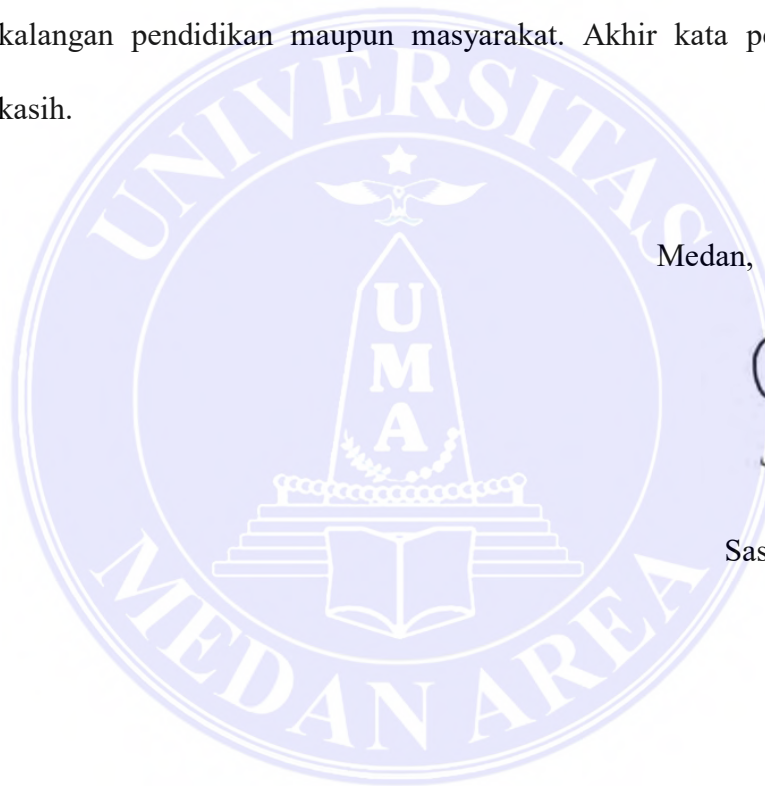 kalangan pendidikan maupun masyarakat. Akhir kata pe
kasih.
UNIVERSITAS
Medan,
U
M
A
Sas
MEDAN AREA